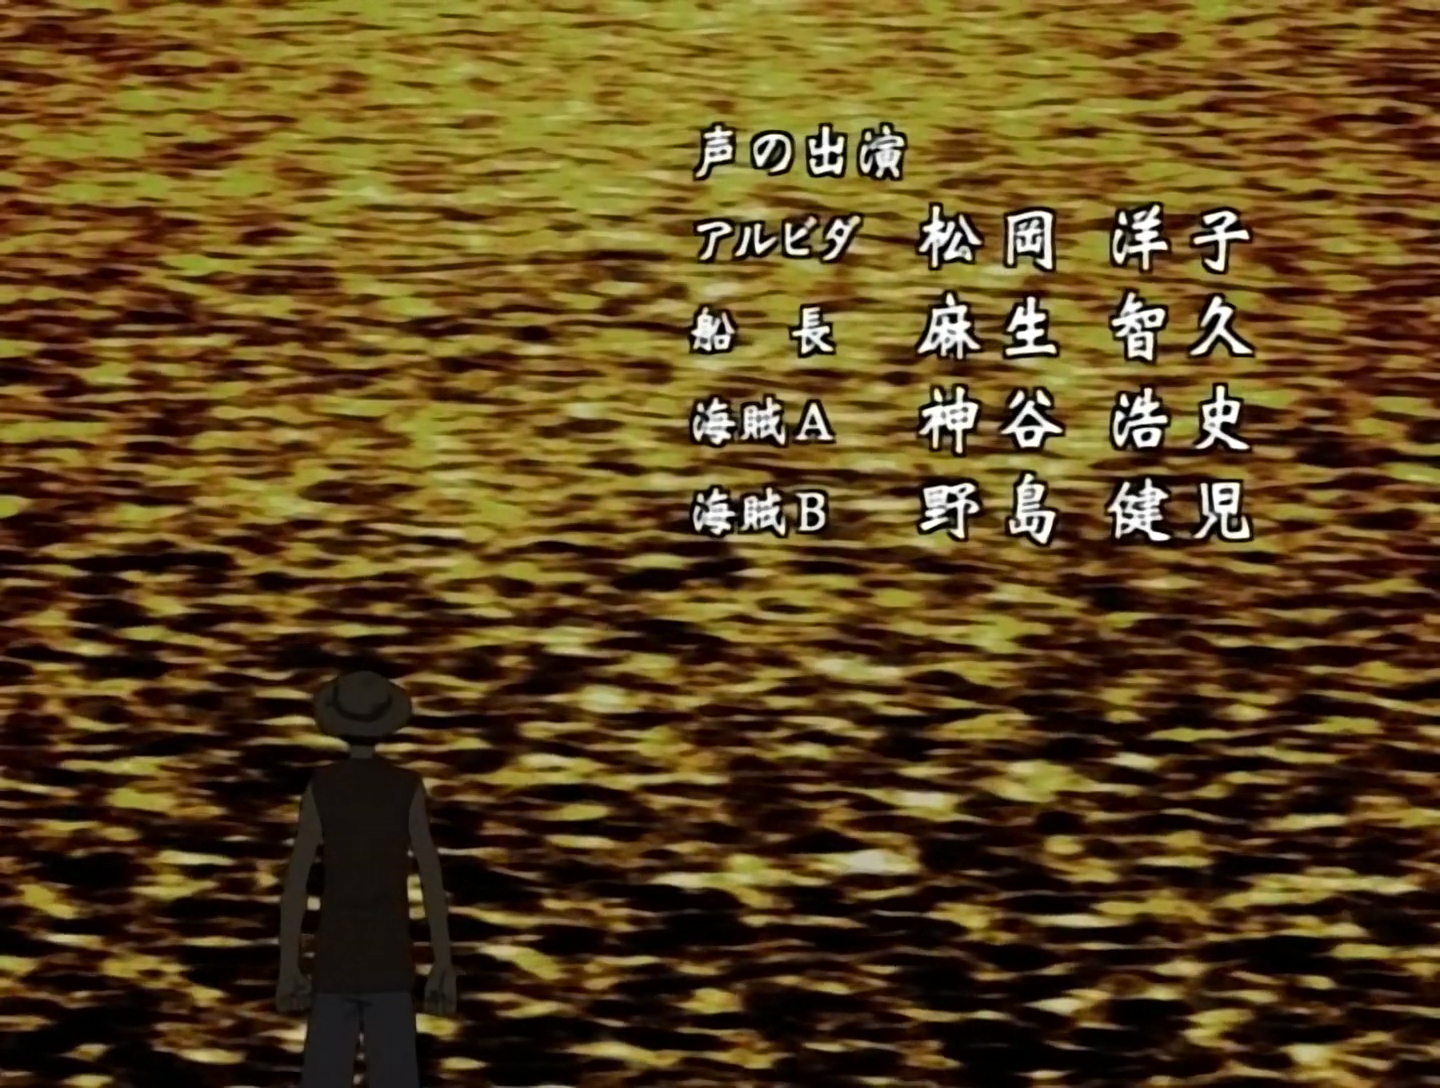 声の出演
アルビダ 松岡 洋子
船 長 麻生 智久
海賊A 神谷 浩史
海賊B 野島 健児